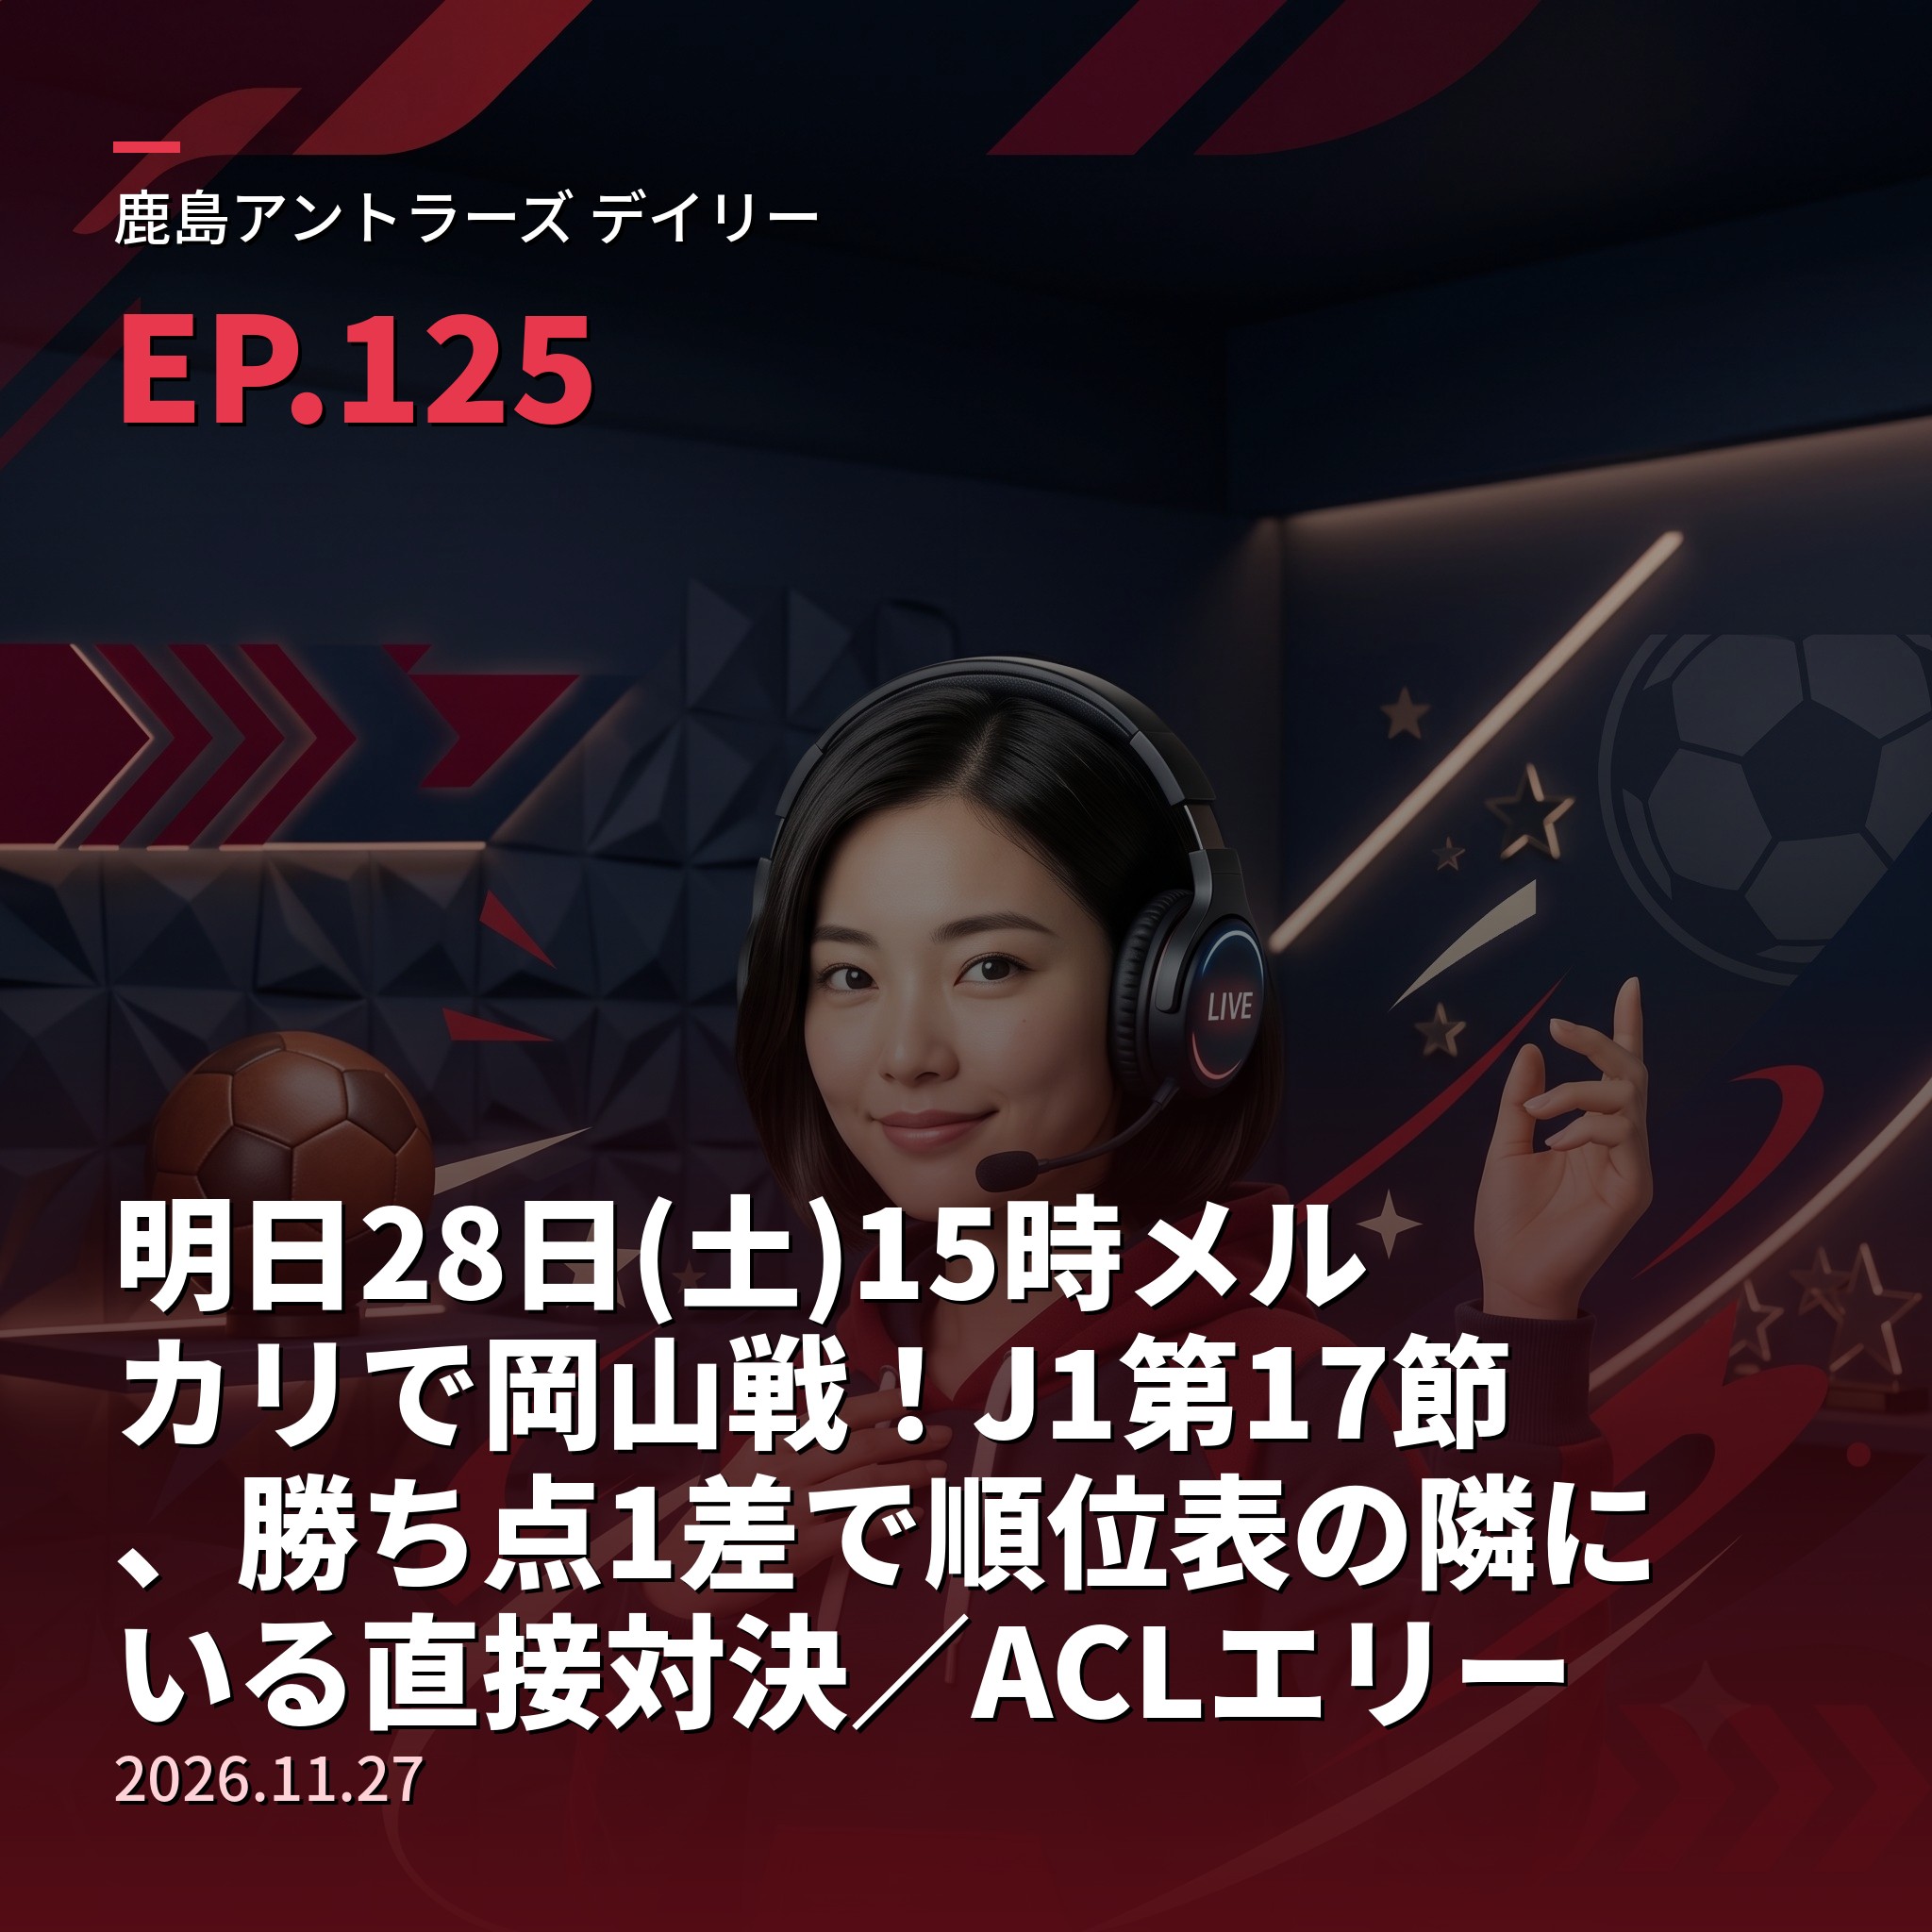 鹿島アントラーズ デイリー
EP.125
LIVE
明日28日(土)15時メル
カリで岡山戦！J1第17節
、勝ち点1差で順位表の隣に
いる直接対決／ACLエリー
2026.11.27